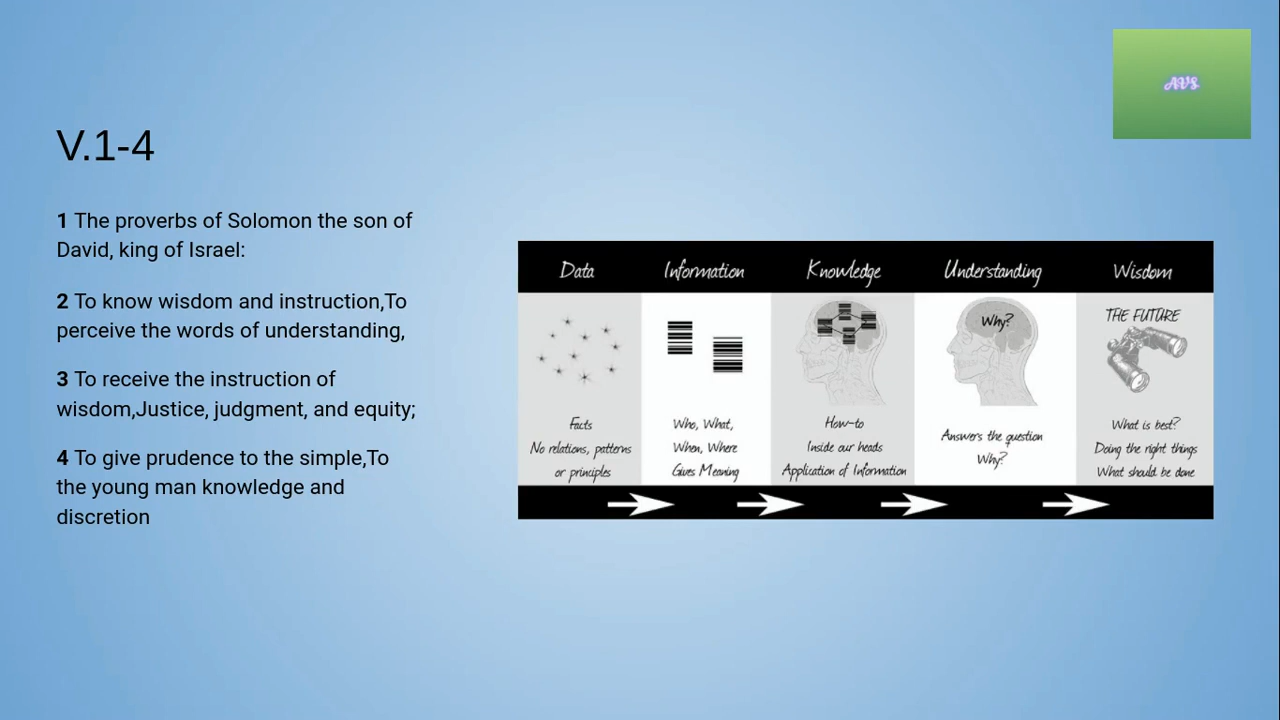 AVS
V.1-4
1 The proverbs of Solomon the son of
David, king of Israel:
2 To know wisdom and instruction,To
perceive the words of understanding,
3 To receive the instruction of
wisdom,Justice, judgment, and equity;
4 To give prudence to the simple,To
the young man knowledge and
discretion
Data
Information
Knowledge
Understanding
Wisdom
Why?
THE FUTURE
Facts
No relations, patterns
or principles
Who, What,
When, Where
Gives Meaning
How-to
Inside our heads
Application of Information
Answers the question
Why?
What is best?
Doing the right things
What should be done